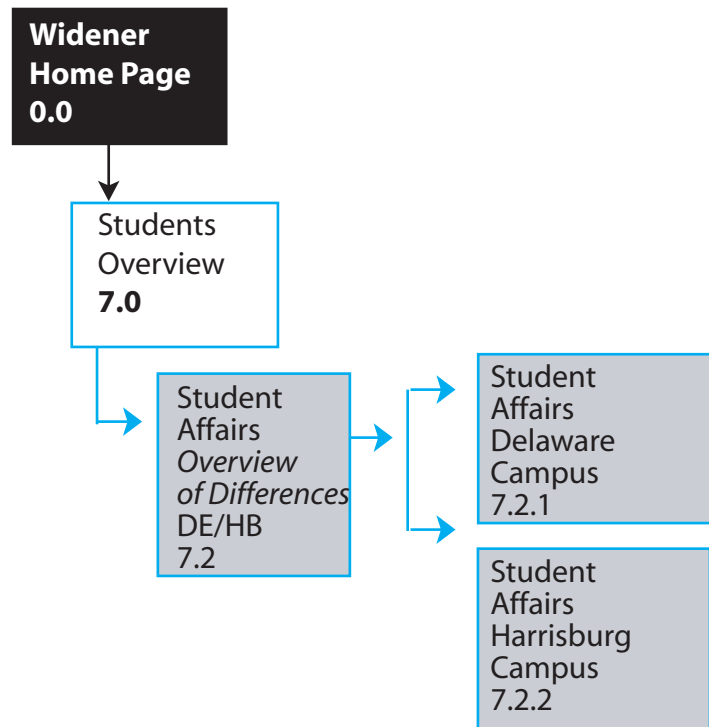 Widener
Home Page
0.0
Students
Overview
7.0
Student
Affairs
Overview
of Differences
DE/HB
7.2
Student
Affairs
Delaware
Campus
7.2.1
Student
Affairs
Harrisburg
Campus
7.2.2